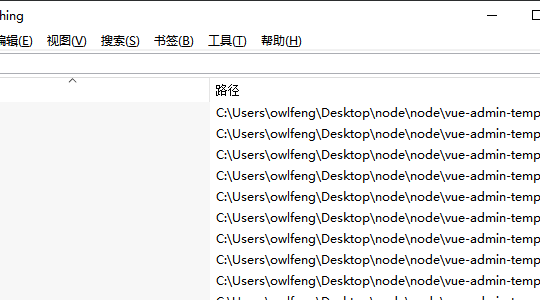 hing
编辑(E) 视图(V) 搜索(S) 书签(B) 工具(T) 帮助(H)
路径
C:\Users\owlfeng\Desktop\node\node\vue-admin-temp
C:\Users\owlfeng\Desktop\node\node\vue-admin-temp
C:\Users\owlfeng\Desktop\node\node\vue-admin-temp
C:\Users\owlfeng\Desktop\node\node\vue-admin-temp
C:\Users\owlfeng\Desktop\node\node\vue-admin-temp
C:\Users\owlfeng\Desktop\node\node\vue-admin-temp
C:\Users\owlfeng\Desktop\node\node\vue-admin-temp
C:\Users\owlfeng\Desktop\node\node\vue-admin-temp
C:\Users\owlfeng\Desktop\node\node\vue-admin-temp